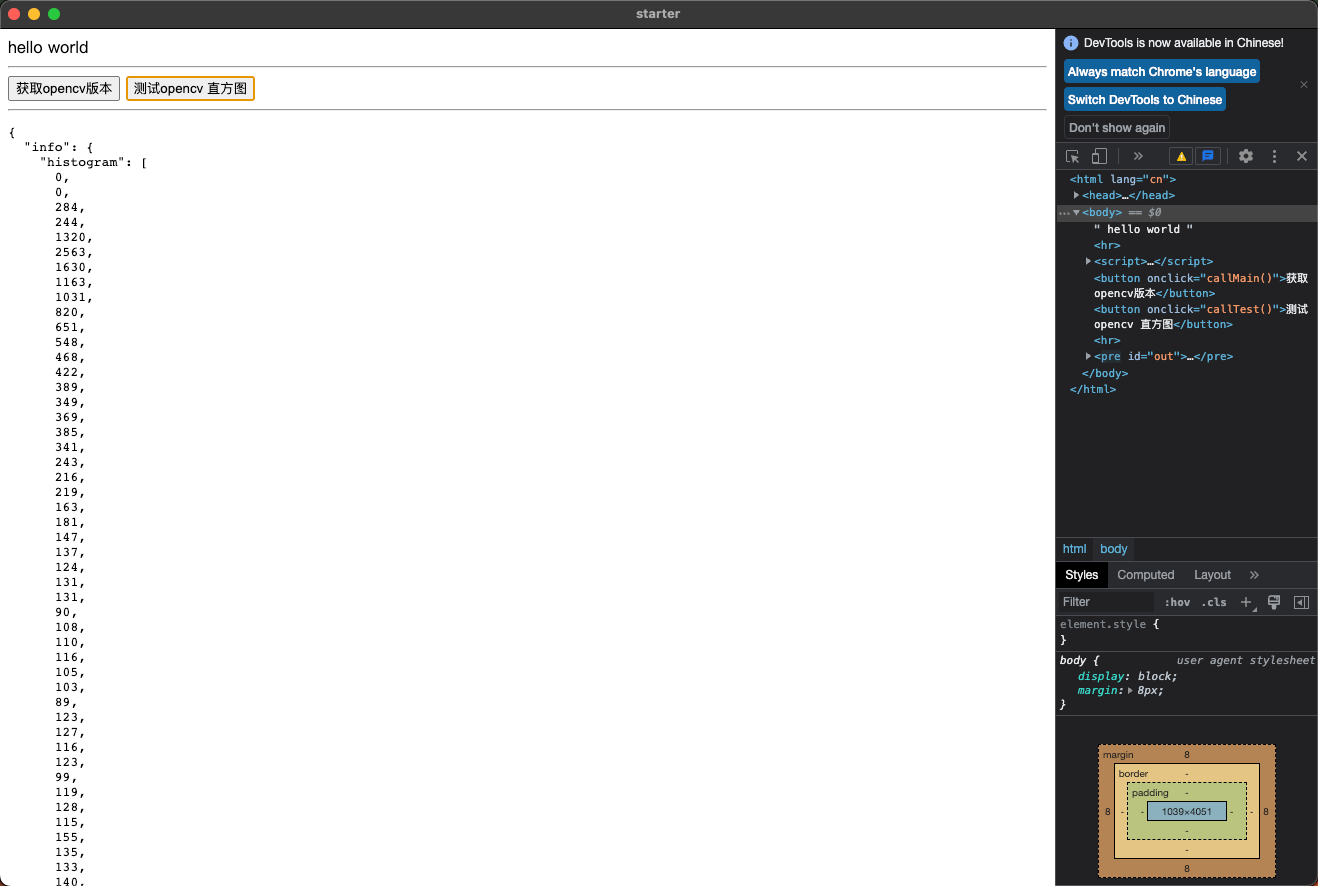 starter
hello world
获取opencv版本 测试opencv 直方图
{
  "info": {
    "histogram": [
      0,
      0,
      284,
      244,
      1320,
      2563,
      1630,
      1163,
      1031,
      820,
      651,
      548,
      468,
      422,
      389,
      349,
      369,
      385,
      341,
      243,
      216,
      219,
      163,
      181,
      147,
      137,
      124,
      131,
      131,
      90,
      108,
      110,
      116,
      105,
      103,
      89,
      123,
      127,
      116,
      123,
      99,
      119,
      128,
      115,
      155,
      135,
      133,
      140,
DevTools is now available in Chinese!
Always match Chrome's language
Switch DevTools to Chinese
Don't show again
<html lang="cn">
<head>…</head>
<body> == $0
" hello world "
<hr>
<script>…</script>
<button onclick="callMain()">获取
opencv版本</button>
<button onclick="callTest()">测试
opencv 直方图</button>
<hr>
<pre id="out">…</pre>
</body>
</html>
html body
Styles Computed Layout
Filter :hov .cls
element.style {
}
body { user agent stylesheet
display: block;
margin: 8px;
}
margin 8
border -
padding -
8 - - 1039×4051 - - 8
-
-
8